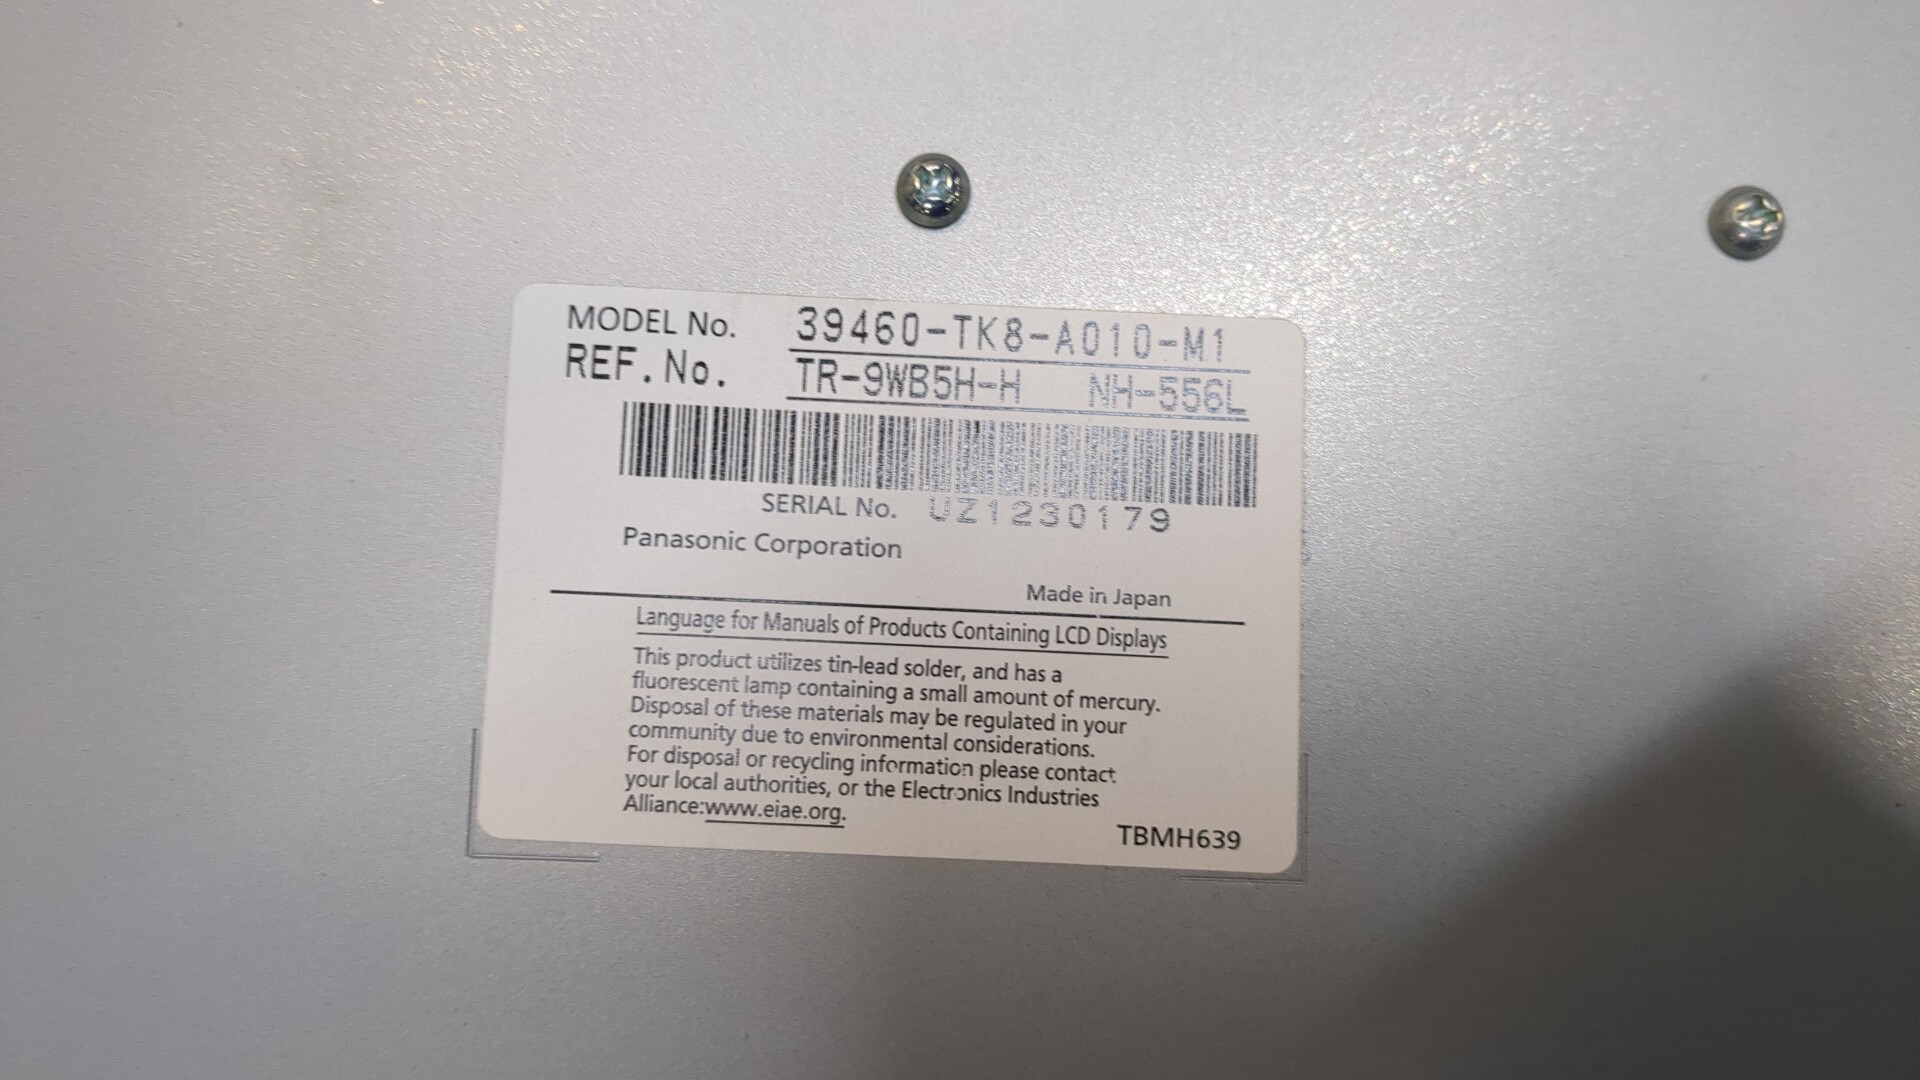 MODEL No. 39460-TK8-A010-M1
REF.No. TR-9WB5H-H NH-556L
SERIAL No.
Panasonic Corporation
Made in Japan
Language for Manuals of Products Containing LCD Displays
This product utilizes tin-lead solder, and has a
fluorescent lamp containing a small amount of mercury.
Disposal of these materials may be regulated in your
community due to environmental considerations.
For disposal or recycling information please contact
your local authorities, or the Electronics Industries
Alliance:www.eiae.org.
TBMH639